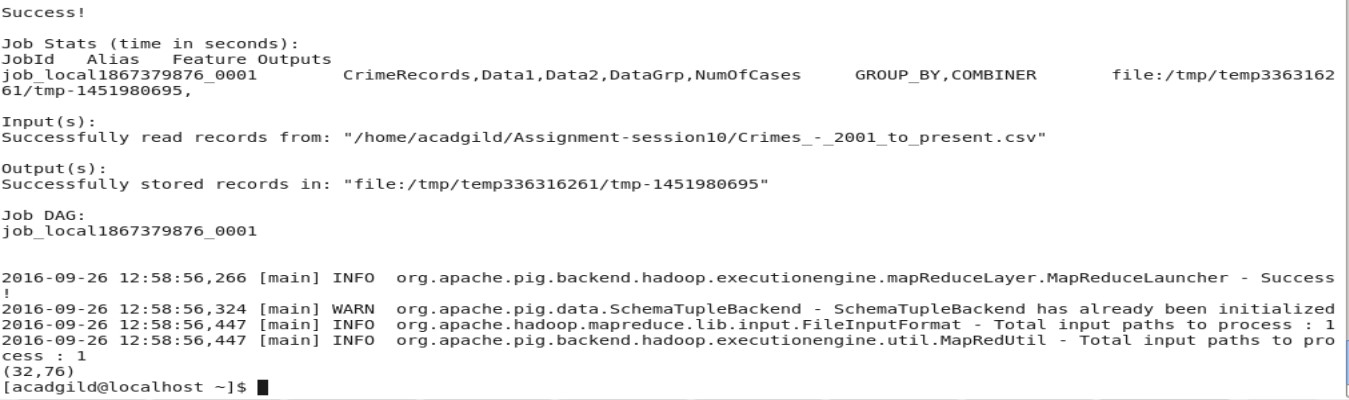 Success!
Job Stats (time in seconds):
JobId   Alias   Feature Outputs
job_local1867379876_0001        CrimeRecords,Data1,Data2,DataGrp,NumOfCases     GROUP_BY,COMBINER       file:/tmp/temp3363162
61/tmp-1451980695,
Input(s):
Successfully read records from: "/home/acadgild/Assignment-session10/Crimes_-_2001_to_present.csv"
Output(s):
Successfully stored records in: "file:/tmp/temp336316261/tmp-1451980695"
Job DAG:
job_local1867379876_0001
2016-09-26 12:58:56,266 [main] INFO  org.apache.pig.backend.hadoop.executionengine.mapReduceLayer.MapReduceLauncher - Success
!
2016-09-26 12:58:56,324 [main] WARN  org.apache.pig.data.SchemaTupleBackend - SchemaTupleBackend has already been initialized
2016-09-26 12:58:56,447 [main] INFO  org.apache.hadoop.mapreduce.lib.input.FileInputFormat - Total input paths to process : 1
2016-09-26 12:58:56,447 [main] INFO  org.apache.pig.backend.hadoop.executionengine.util.MapRedUtil - Total input paths to pro
cess : 1
(32,76)
[acadgild@localhost ~]$